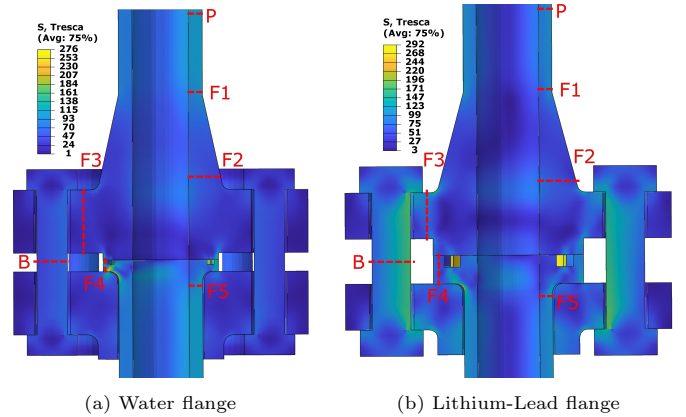 S, Tresca
(Avg: 75%)
276
253
230
207
184
161
138
115
93
70
47
24
1
P
F1
F2
F3
B
F4
F5
S, Tresca
(Avg: 75%)
292
268
244
220
196
171
147
123
99
75
51
27
3
P
F1
F2
F3
B
F4
F5
(a) Water flange
(b) Lithium-Lead flange